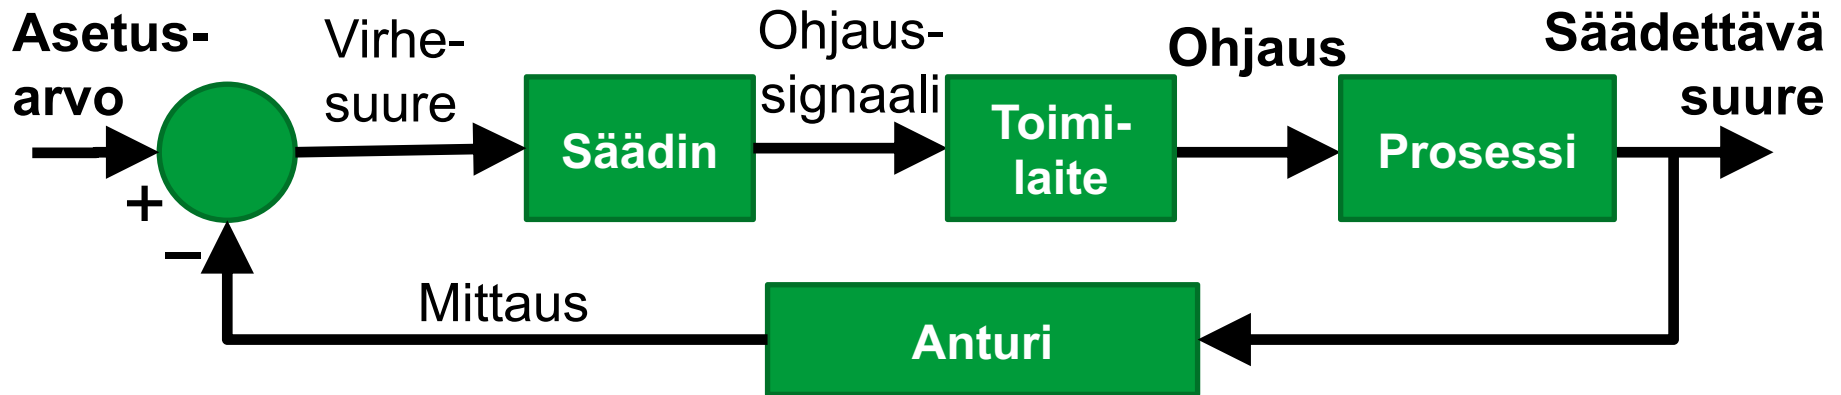 Asetus-
arvo
Virhe-
suure
Säädin
Ohjaus-
signaali
Toimi-
laite
Ohjaus
Prosessi
Säädettävä
suure
+
–
Mittaus
Anturi